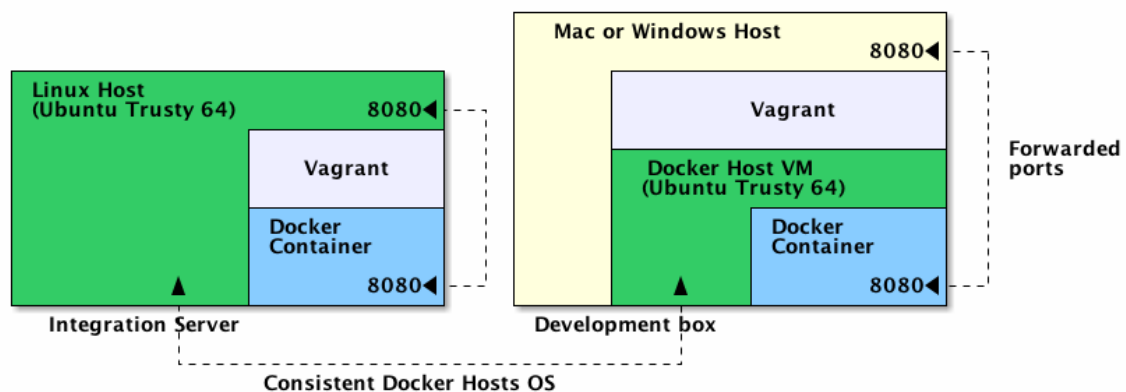 Linux Host
(Ubuntu Trusty 64)
8080
Vagrant
Docker
Container
8080
Integration Server
Mac or Windows Host
8080
Vagrant
Docker Host VM
(Ubuntu Trusty 64)
Docker
Container
8080
Development box
Forwarded
ports
Consistent Docker Hosts OS